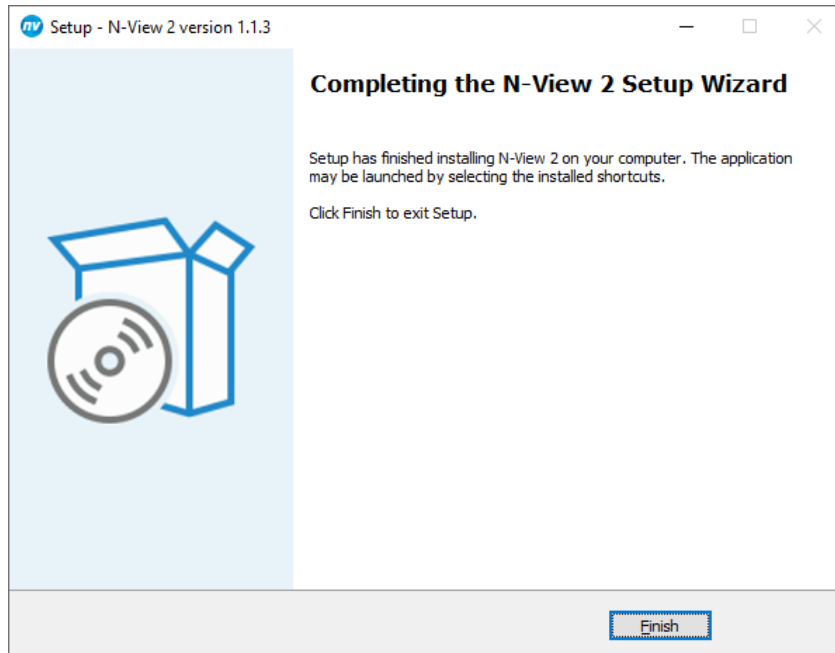 nv Setup - N-View 2 version 1.1.3
Completing the N-View 2 Setup Wizard
Setup has finished installing N-View 2 on your computer. The application
may be launched by selecting the installed shortcuts.
Click Finish to exit Setup.
Finish